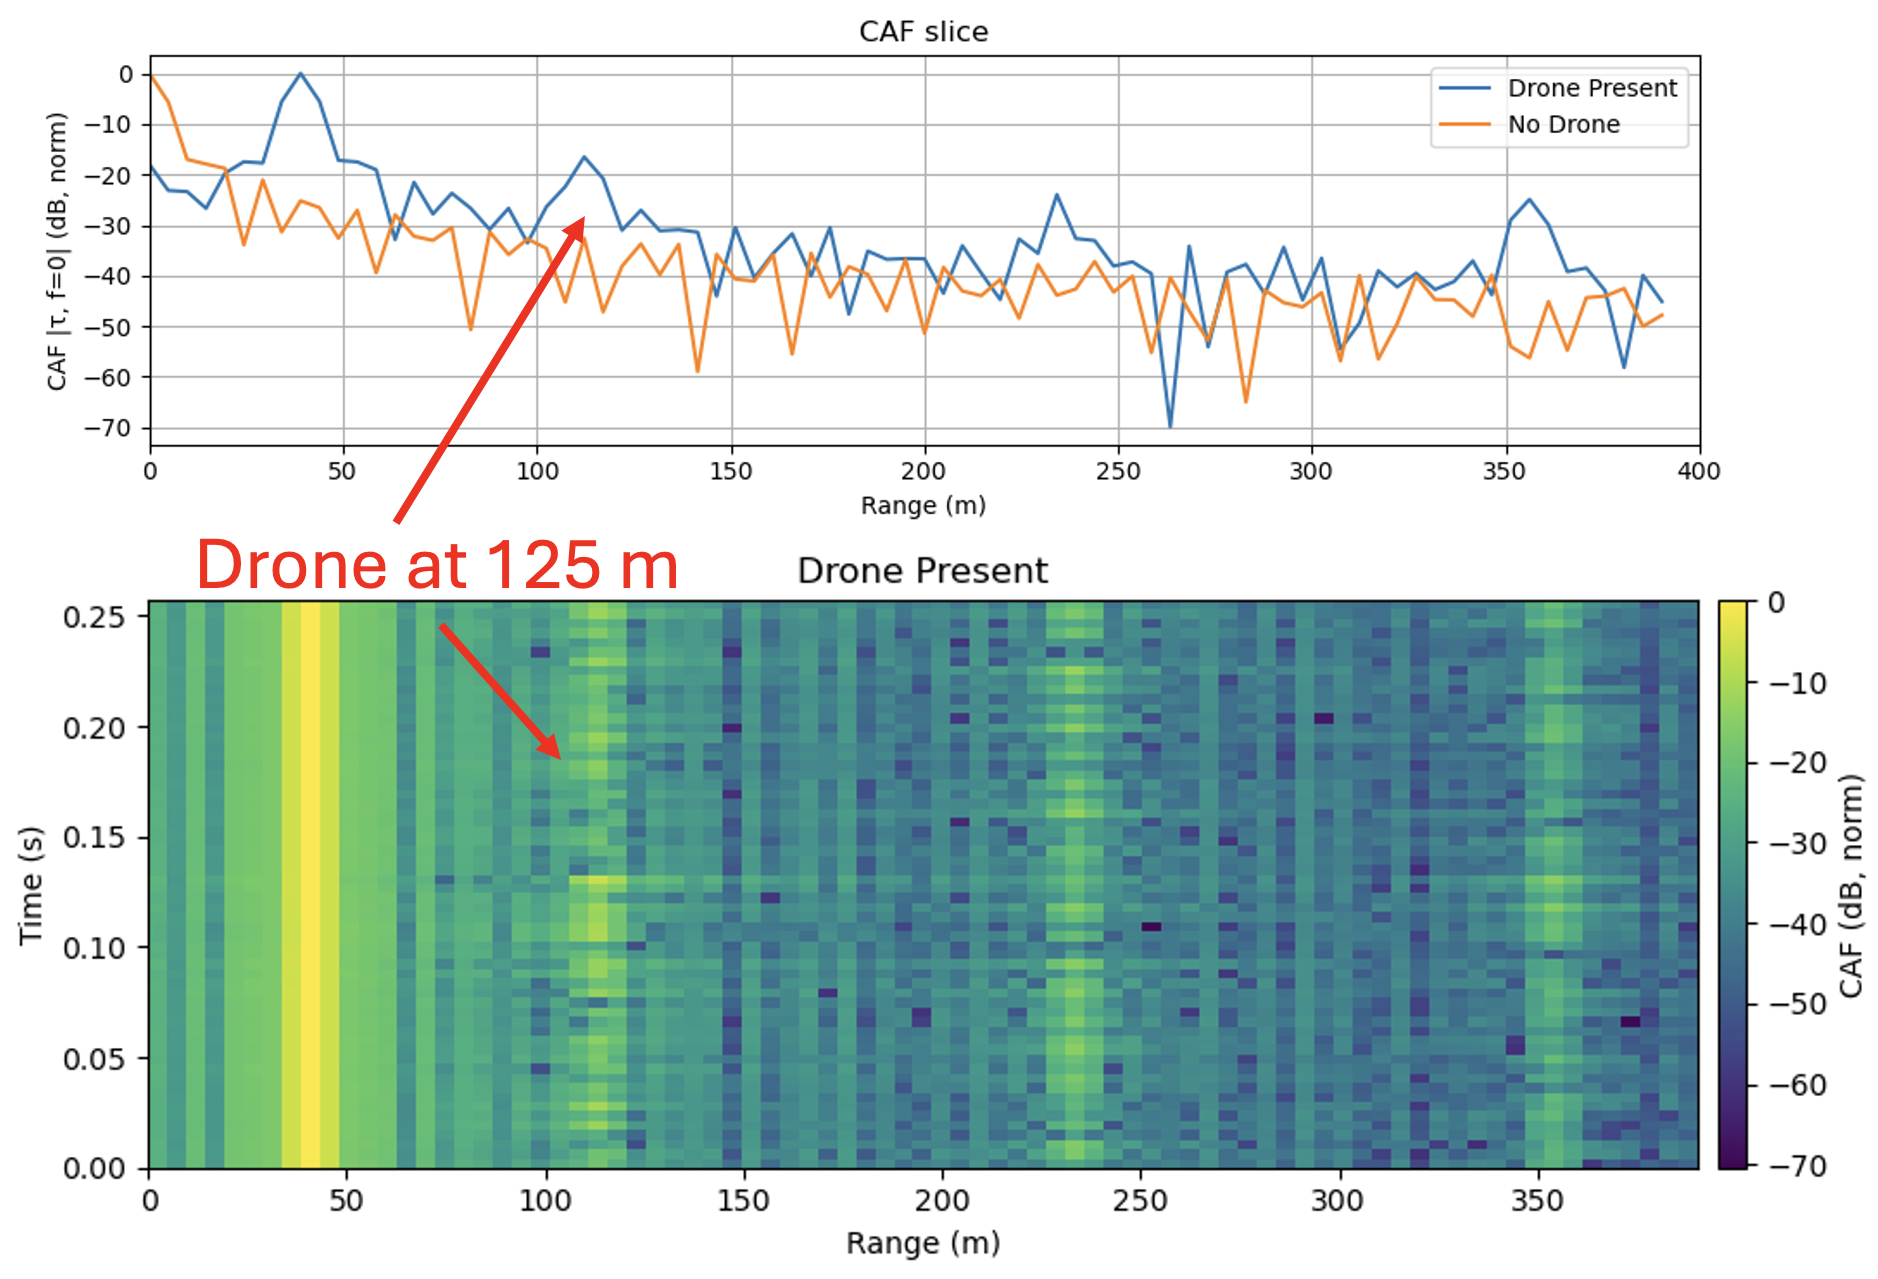 CAF slice
CAF |τ, f=0| (dB, norm)
0
−10
−20
−30
−40
−50
−60
−70
Drone Present
No Drone
0 50 100 150 200 250 300 350 400
Range (m)
Drone at 125 m
Drone Present
Time (s)
0.25
0.20
0.15
0.10
0.05
0.00
0 50 100 150 200 250 300 350
Range (m)
0
−10
−20
−30
−40
−50
−60
−70
CAF (dB, norm)